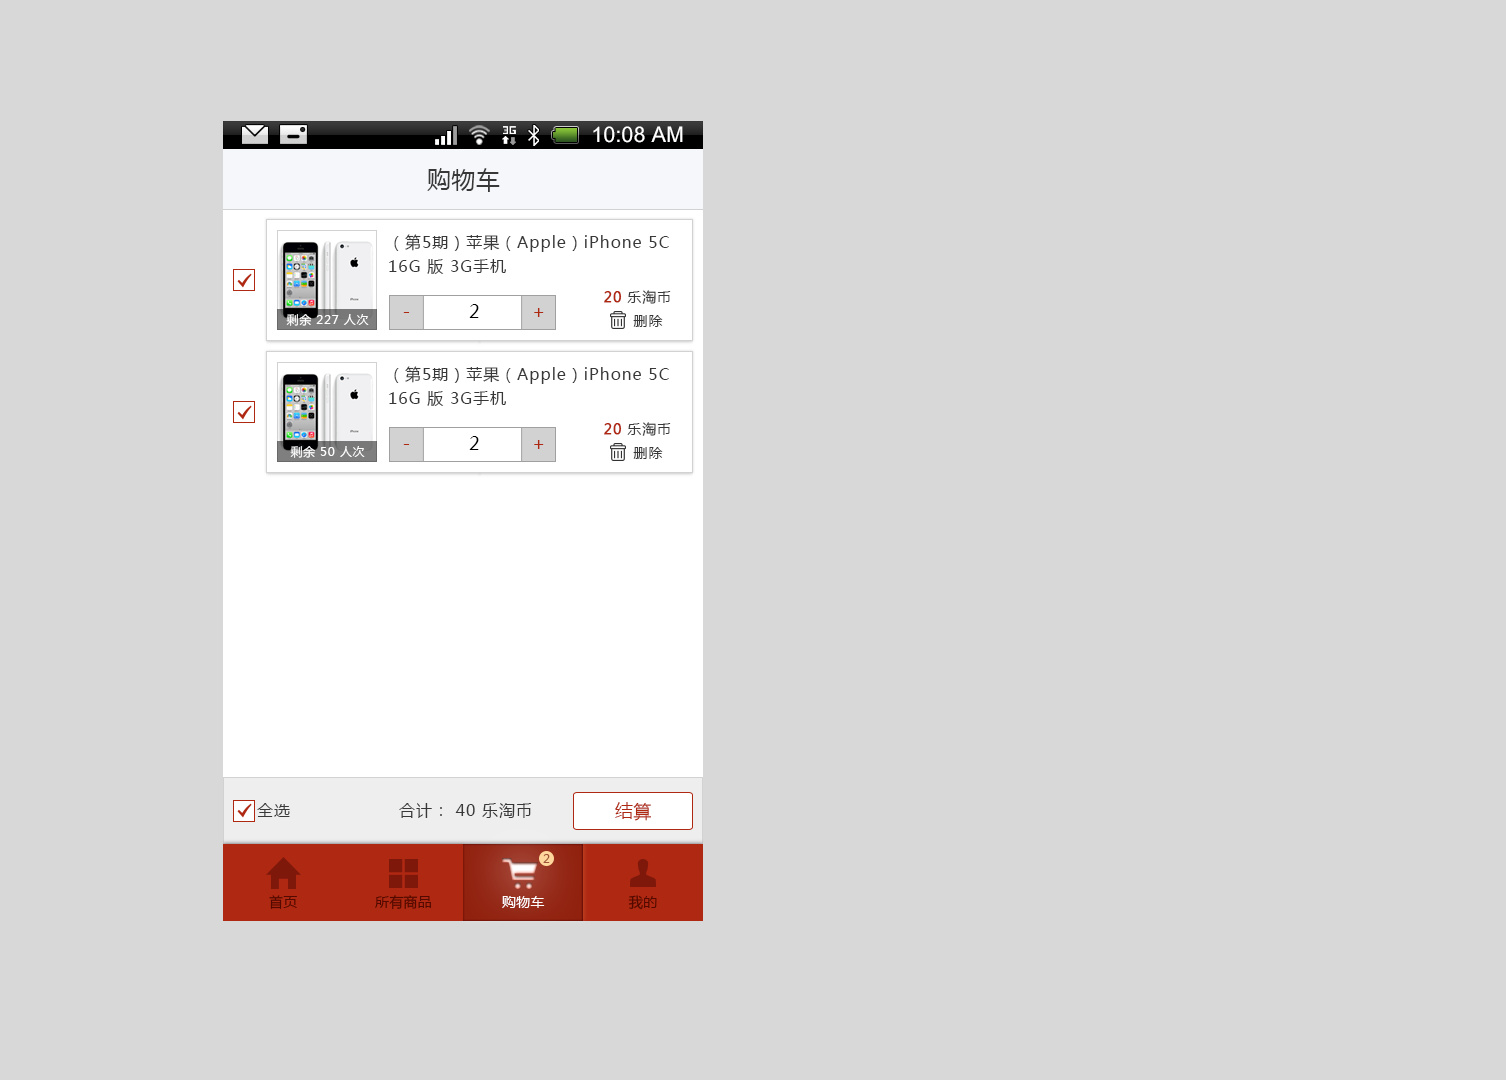 10:08 AM
购物车
（第5期）苹果（Apple）iPhone 5C
16G 版 3G手机
剩余 227 人次
- 2 +
20 乐淘币
删除
（第5期）苹果（Apple）iPhone 5C
16G 版 3G手机
剩余 50 人次
- 2 +
20 乐淘币
删除
全选 合计： 40 乐淘币 结算
2
首页 所有商品 购物车 我的